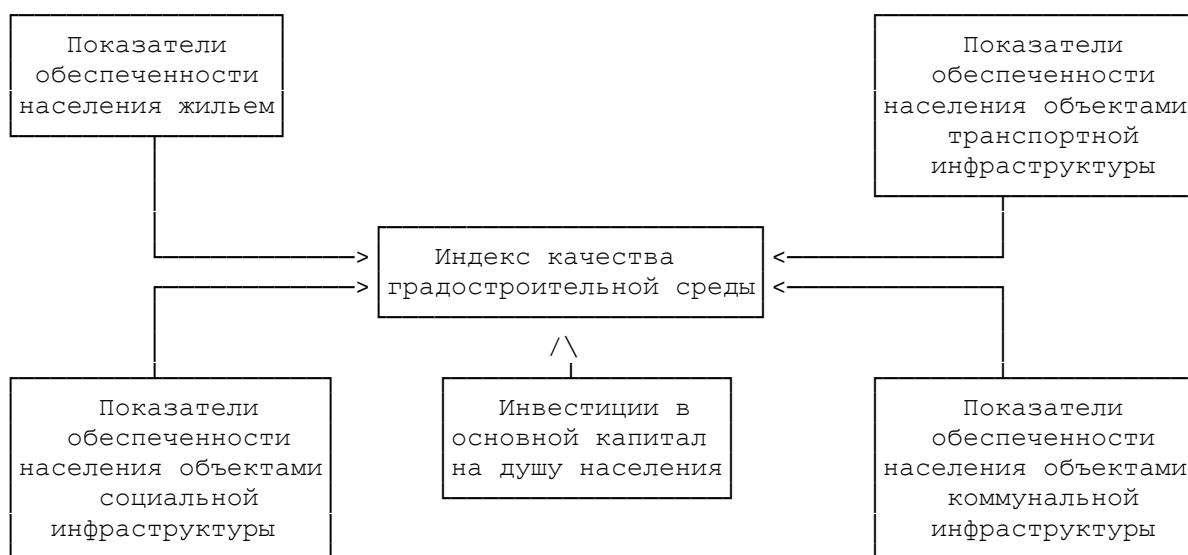 Показатели
обеспеченности
населения жильем
Показатели
обеспеченности
населения объектами
транспортной
инфраструктуры
Индекс качества
градостроительной среды
Показатели
обеспеченности
населения объектами
социальной
инфраструктуры
Инвестиции в
основной капитал
на душу населения
Показатели
обеспеченности
населения объектами
коммунальной
инфраструктуры